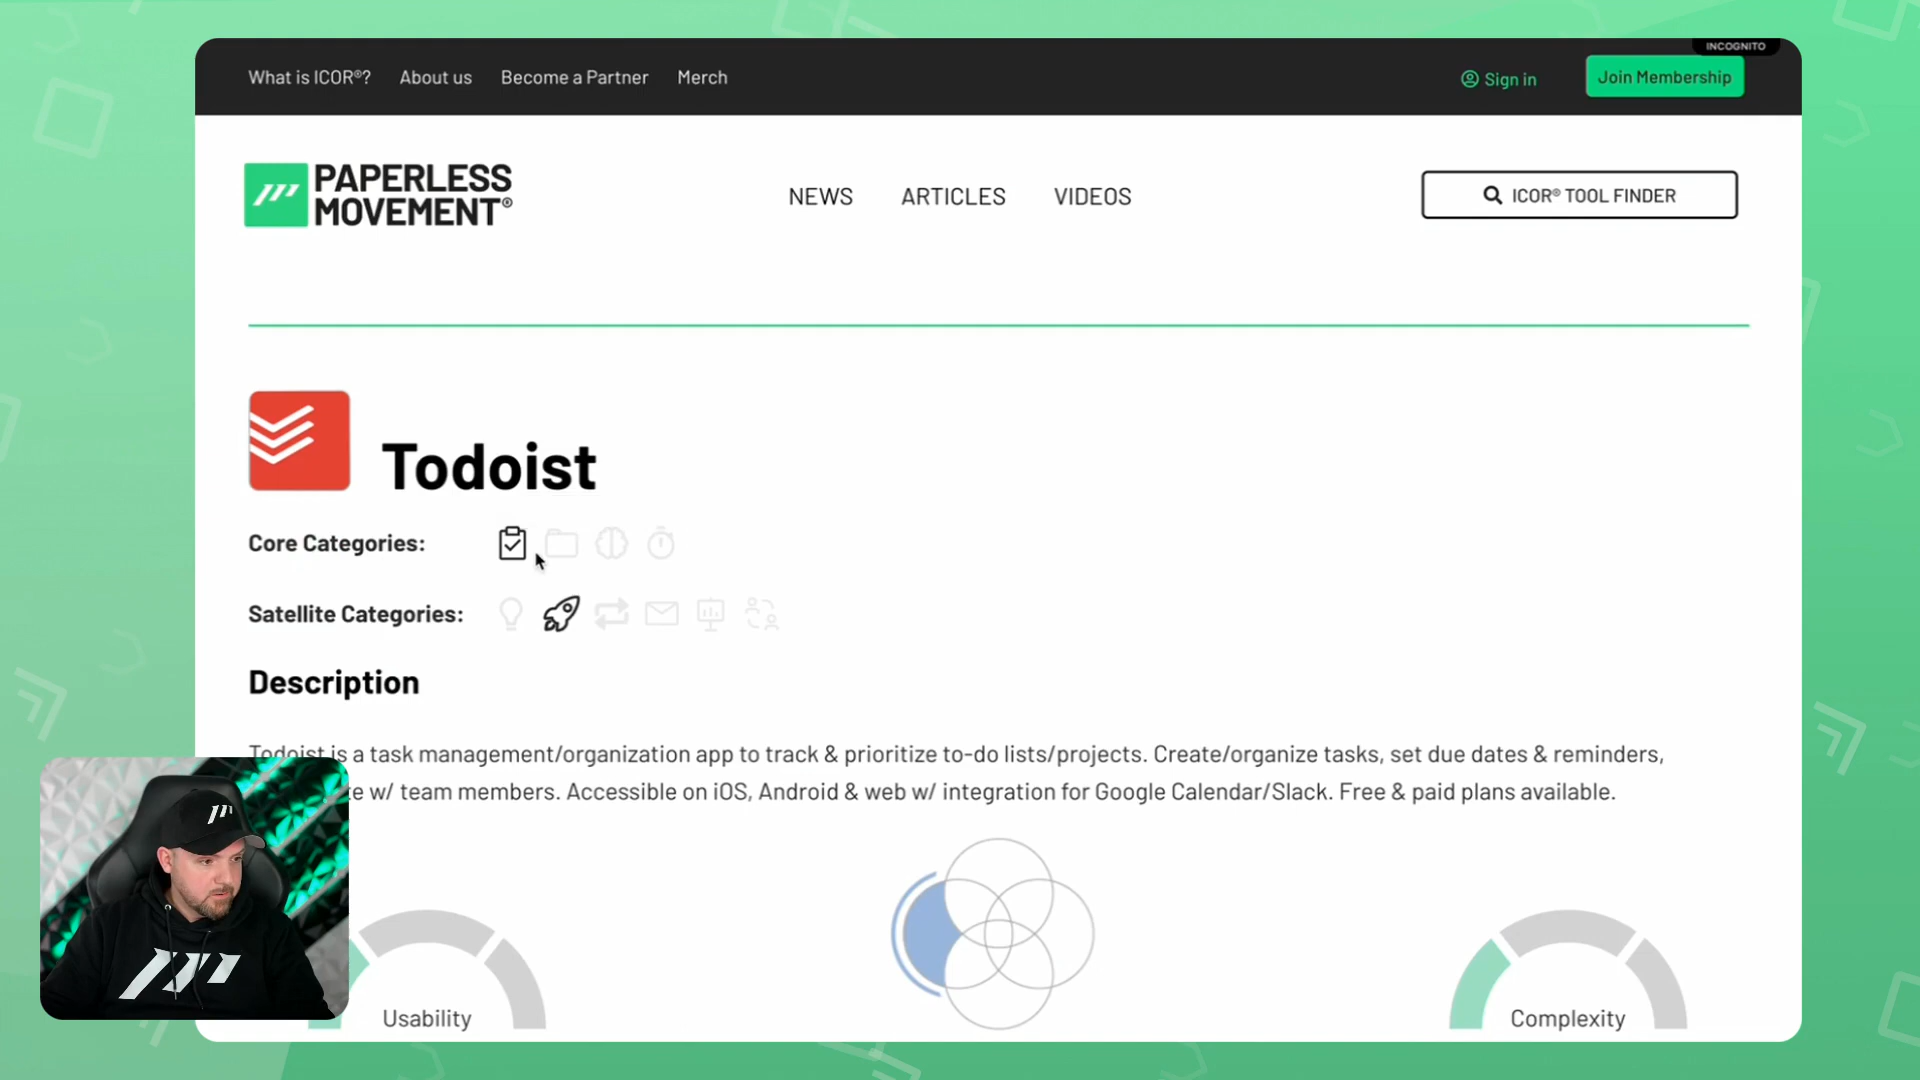 INCOGNITO
What is ICOR®? About us Become a Partner Merch
Sign in
Join Membership
PAPERLESS
MOVEMENT®
NEWS ARTICLES VIDEOS
ICOR® TOOL FINDER
Todoist
Core Categories:
Satellite Categories:
Description
Todoist is a task management/organization app to track & prioritize to-do lists/projects. Create/organize tasks, set due dates & reminders,
w/ team members. Accessible on iOS, Android & web w/ integration for Google Calendar/Slack. Free & paid plans available.
Usability
Complexity